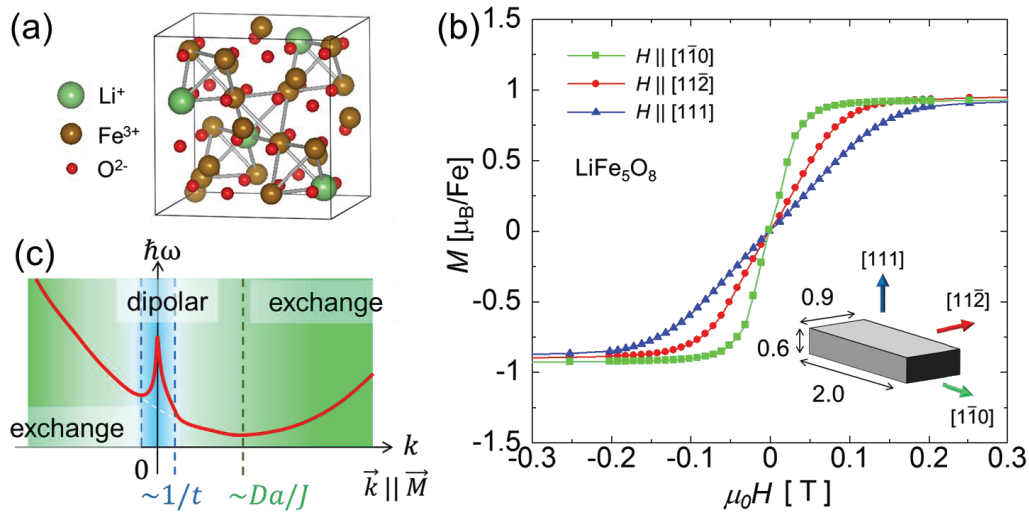 (a)
Li⁺
Fe³⁺
O²⁻
(b)
M [μ_B/Fe]
1.5
1
0.5
0
-0.5
-1
-1.5
-0.3
-0.2
-0.1
0
0.1
0.2
0.3
μ₀H [ T ]
H || [11̄0]
H || [112̄]
H || [111]
LiFe₅O₈
[111]
[112̄]
[11̄0]
0.9
0.6
2.0
(c)
ħω
dipolar
exchange
exchange
k
0
~1/t
~Da/J
k⃗ || M⃗